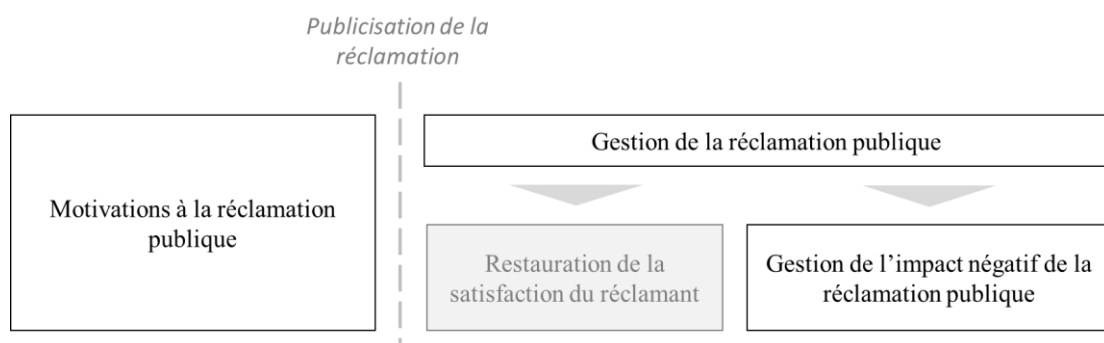 Publicisation de la
réclamation
Gestion de la réclamation publique
Motivations à la réclamation
publique
Restauration de la
satisfaction du réclamant
Gestion de l’impact négatif de la
réclamation publique